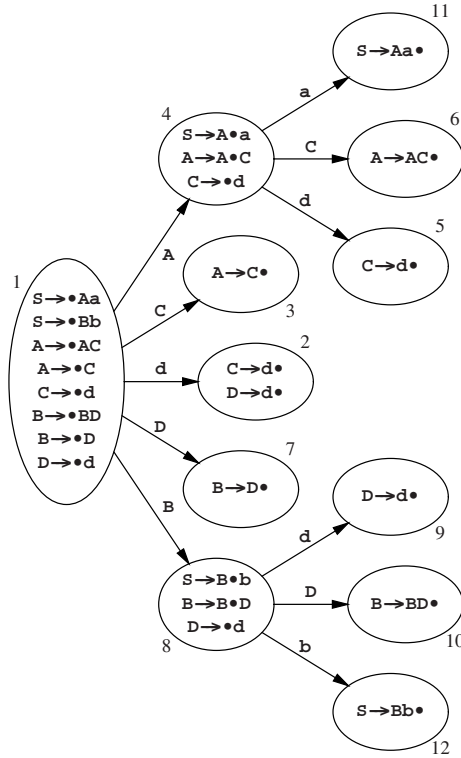 11
S→Aa•
a
4
S→A•a
A→A•C
C→•d
C
6
A→AC•
d
5
C→d•
A
1
S→•Aa
S→•Bb
A→•AC
A→•C
C→•d
B→•BD
B→•D
D→•d
C
A→C•
3
d
2
C→d•
D→d•
D
7
B→D•
B
8
S→B•b
B→B•D
D→•d
d
D→d•
9
D
B→BD•
10
b
S→Bb•
12